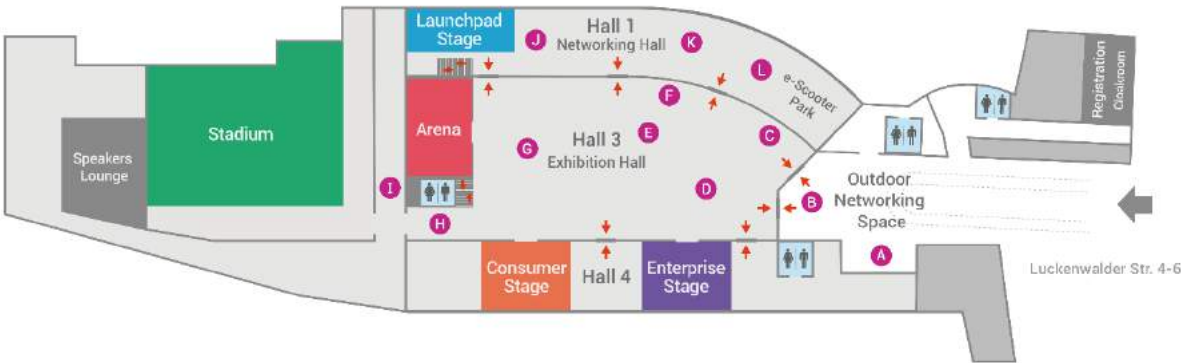 Launchpad
Stage
J
Hall 1
Networking Hall
K
L
e-Scooter
Park
Registration
Cloakroom
Stadium
Speakers
Lounge
Arena
I
H
G
F
E
Hall 3
Exhibition Hall
C
D
B
Outdoor
Networking
Space
A
Consumer
Stage
Hall 4
Enterprise
Stage
Luckenwalder Str. 4-6